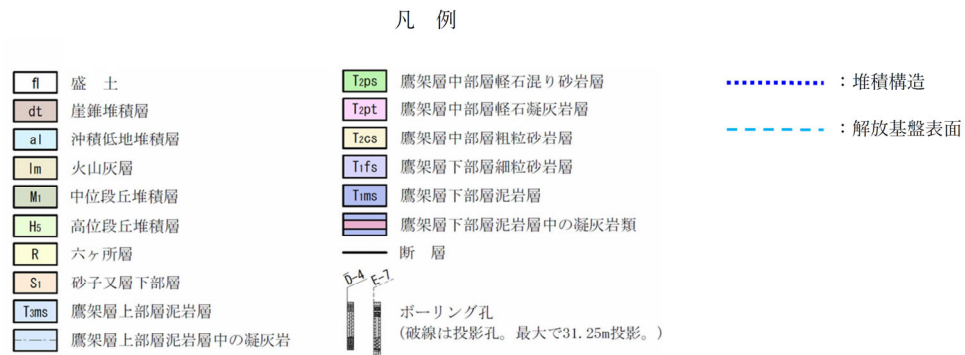 凡 例
fl 盛 土
dt 崖錐堆積層
al 沖積低地堆積層
lm 火山灰層
M1 中位段丘堆積層
H5 高位段丘堆積層
R 六ヶ所層
S1 砂子又層下部層
T3ms 鷹架層上部層泥岩層
鷹架層上部層泥岩層中の凝灰岩
T2ps 鷹架層中部層軽石混り砂岩層
T2pt 鷹架層中部層軽石凝灰岩層
T2cs 鷹架層中部層粗粒砂岩層
T1fs 鷹架層下部層細粒砂岩層
T1ms 鷹架層下部層泥岩層
鷹架層下部層泥岩層中の凝灰岩類
断 層
D-4 E-7
ボーリング孔
(破線は投影孔。最大で31.25m投影。)
：堆積構造
：解放基盤表面